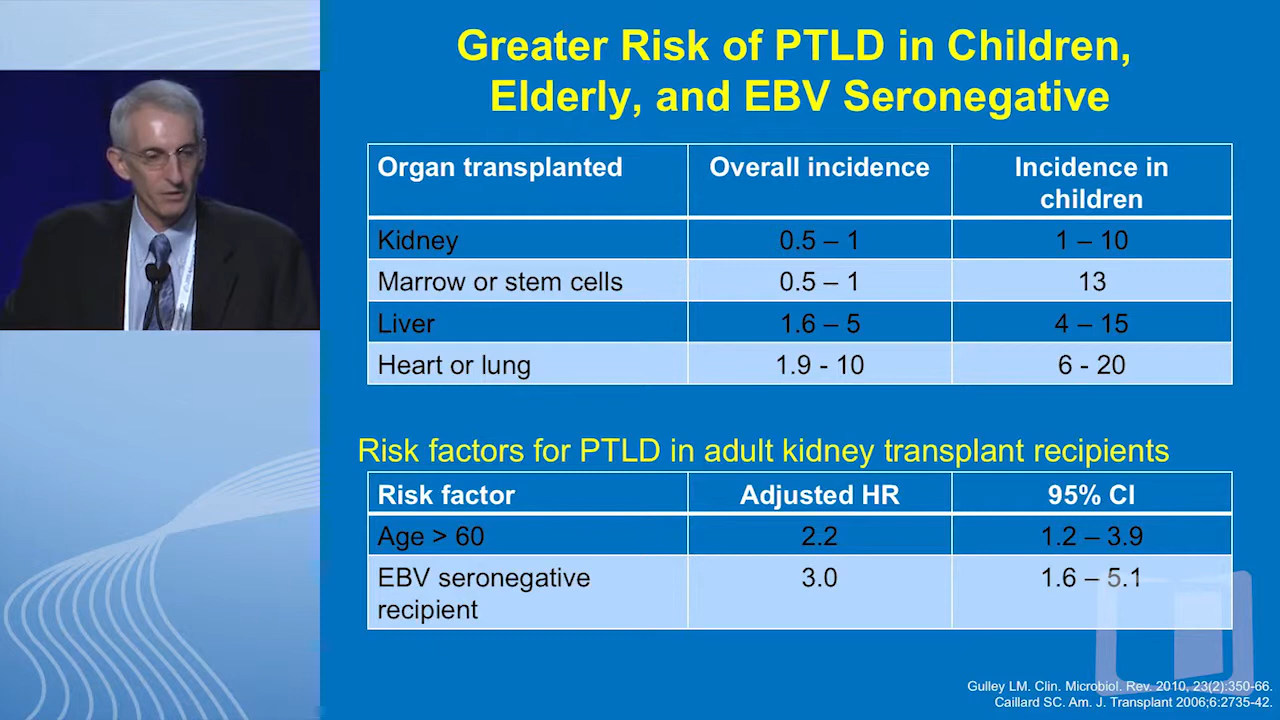 Greater Risk of PTLD in Children,
Elderly, and EBV Seronegative
Organ transplanted Overall incidence Incidence in
children
Kidney 0.5 – 1 1 – 10
Marrow or stem cells 0.5 – 1 13
Liver 1.6 – 5 4 – 15
Heart or lung 1.9 - 10 6 - 20
Risk factors for PTLD in adult kidney transplant recipients
Risk factor Adjusted HR 95% CI
Age > 60 2.2 1.2 – 3.9
EBV seronegative 3.0 1.6 – 5.1
recipient
Gulley LM. Clin. Microbiol. Rev. 2010, 23(2):350-66.
Caillard SC. Am. J. Transplant 2006;6:2735-42.